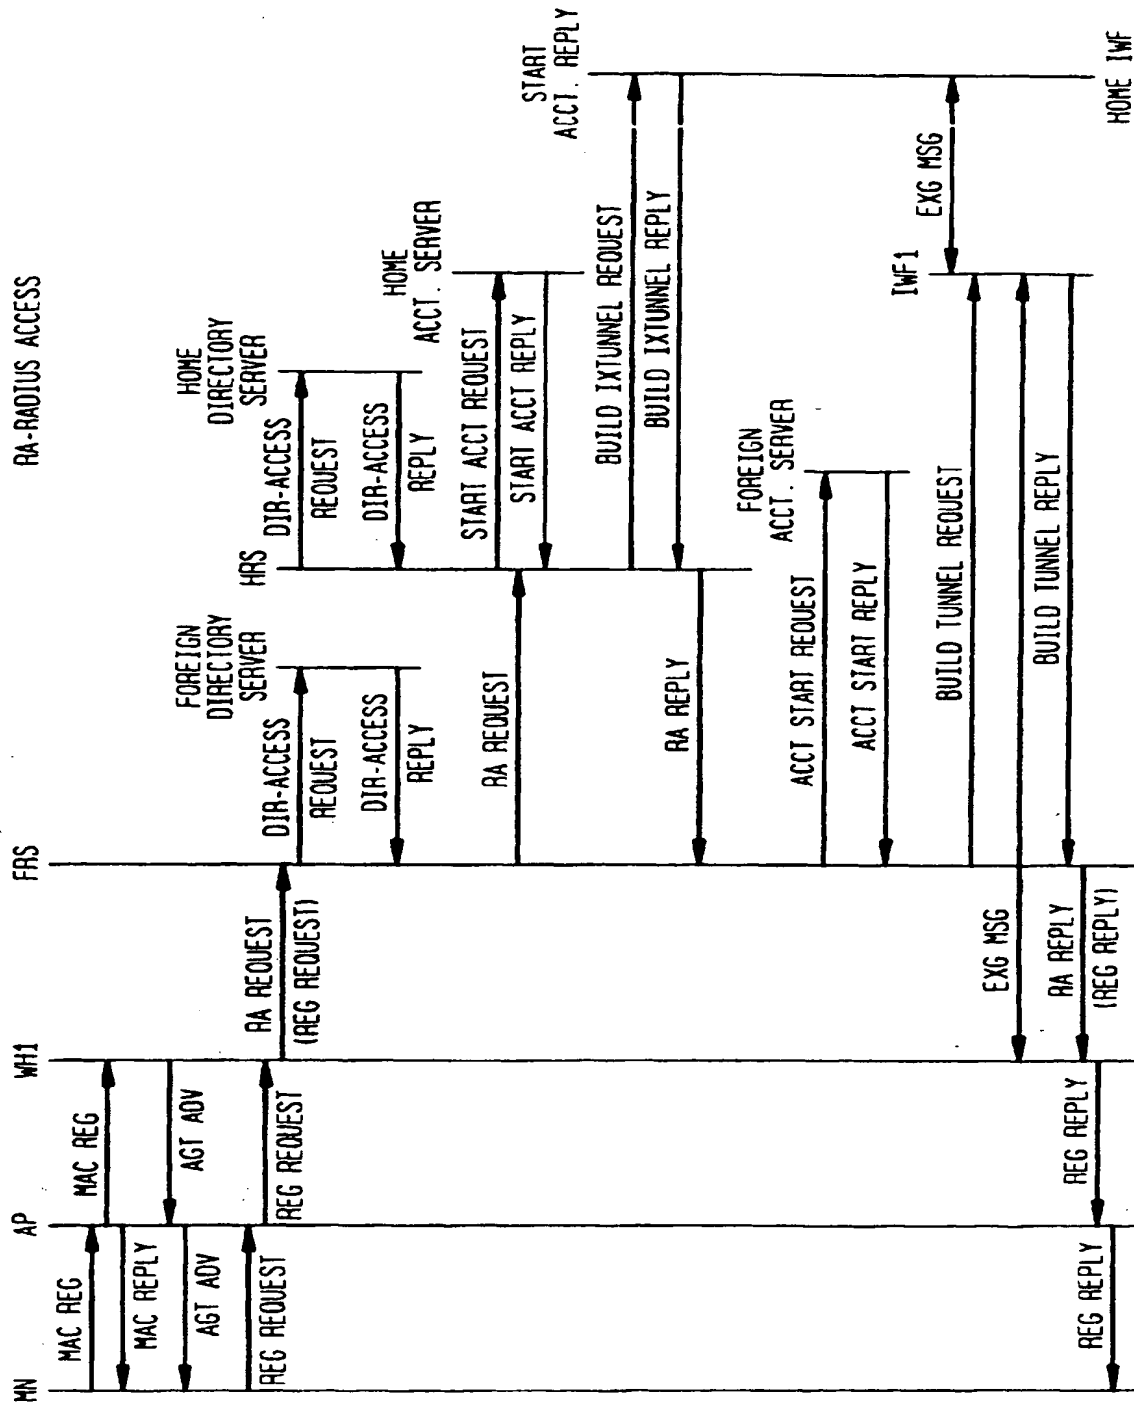 RA-RADIUS ACCESS
MN
AP
WH1
FRS
FOREIGN
DIRECTORY
SERVER
HRS
HOME
DIRECTORY
SERVER
HOME
ACCT. SERVER
START
ACCT. REPLY
MAC REG
MAC REG
MAC REPLY
AGT ADV
AGT ADV
REG REQUEST
REG REQUEST
RA REQUEST
(REG REQUEST)
DIR-ACCESS
REQUEST
DIR-ACCESS
REPLY
DIR-ACCESS
REQUEST
DIR-ACCESS
REPLY
RA REQUEST
START ACCT REQUEST
START ACCT REPLY
BUILD IXTUNNEL REQUEST
BUILD IXTUNNEL REPLY
RA REPLY
FOREIGN
ACCT. SERVER
ACCT START REQUEST
ACCT START REPLY
IWF1
EXG MSG
BUILD TUNNEL REQUEST
EXG MSG
BUILD TUNNEL REPLY
RA REPLY
(REG REPLY)
REG REPLY
REG REPLY
HOME IWF